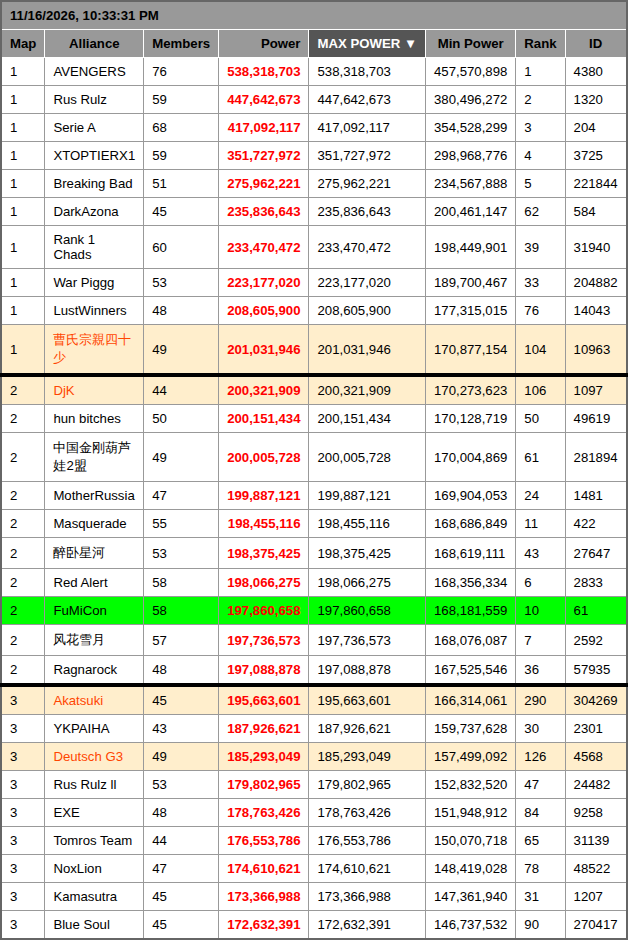 11/16/2026, 10:33:31 PM
Map Alliance Members Power MAX POWER ▼ Min Power Rank ID
1 AVENGERS 76 538,318,703 538,318,703 457,570,898 1 4380
1 Rus Rulz 59 447,642,673 447,642,673 380,496,272 2 1320
1 Serie A 68 417,092,117 417,092,117 354,528,299 3 204
1 XTOPTIERX1 59 351,727,972 351,727,972 298,968,776 4 3725
1 Breaking Bad 51 275,962,221 275,962,221 234,567,888 5 221844
1 DarkAzona 45 235,836,643 235,836,643 200,461,147 62 584
1 Rank 1 Chads 60 233,470,472 233,470,472 198,449,901 39 31940
1 War Piggg 53 223,177,020 223,177,020 189,700,467 33 204882
1 LustWinners 48 208,605,900 208,605,900 177,315,015 76 14043
1 曹氏宗親四十少 49 201,031,946 201,031,946 170,877,154 104 10963
2 DjK 44 200,321,909 200,321,909 170,273,623 106 1097
2 hun bitches 50 200,151,434 200,151,434 170,128,719 50 49619
2 中国金刚葫芦娃2盟 49 200,005,728 200,005,728 170,004,869 61 281894
2 MotherRussia 47 199,887,121 199,887,121 169,904,053 24 1481
2 Masquerade 55 198,455,116 198,455,116 168,686,849 11 422
2 醉卧星河 53 198,375,425 198,375,425 168,619,111 43 27647
2 Red Alert 58 198,066,275 198,066,275 168,356,334 6 2833
2 FuMiCon 58 197,860,658 197,860,658 168,181,559 10 61
2 风花雪月 57 197,736,573 197,736,573 168,076,087 7 2592
2 Ragnarock 48 197,088,878 197,088,878 167,525,546 36 57935
3 Akatsuki 45 195,663,601 195,663,601 166,314,061 290 304269
3 YKPAIHA 43 187,926,621 187,926,621 159,737,628 30 2301
3 Deutsch G3 49 185,293,049 185,293,049 157,499,092 126 4568
3 Rus Rulz ll 53 179,802,965 179,802,965 152,832,520 47 24482
3 EXE 48 178,763,426 178,763,426 151,948,912 84 9258
3 Tomros Team 44 176,553,786 176,553,786 150,070,718 65 31139
3 NoxLion 47 174,610,621 174,610,621 148,419,028 78 48522
3 Kamasutra 45 173,366,988 173,366,988 147,361,940 31 1207
3 Blue Soul 45 172,632,391 172,632,391 146,737,532 90 270417